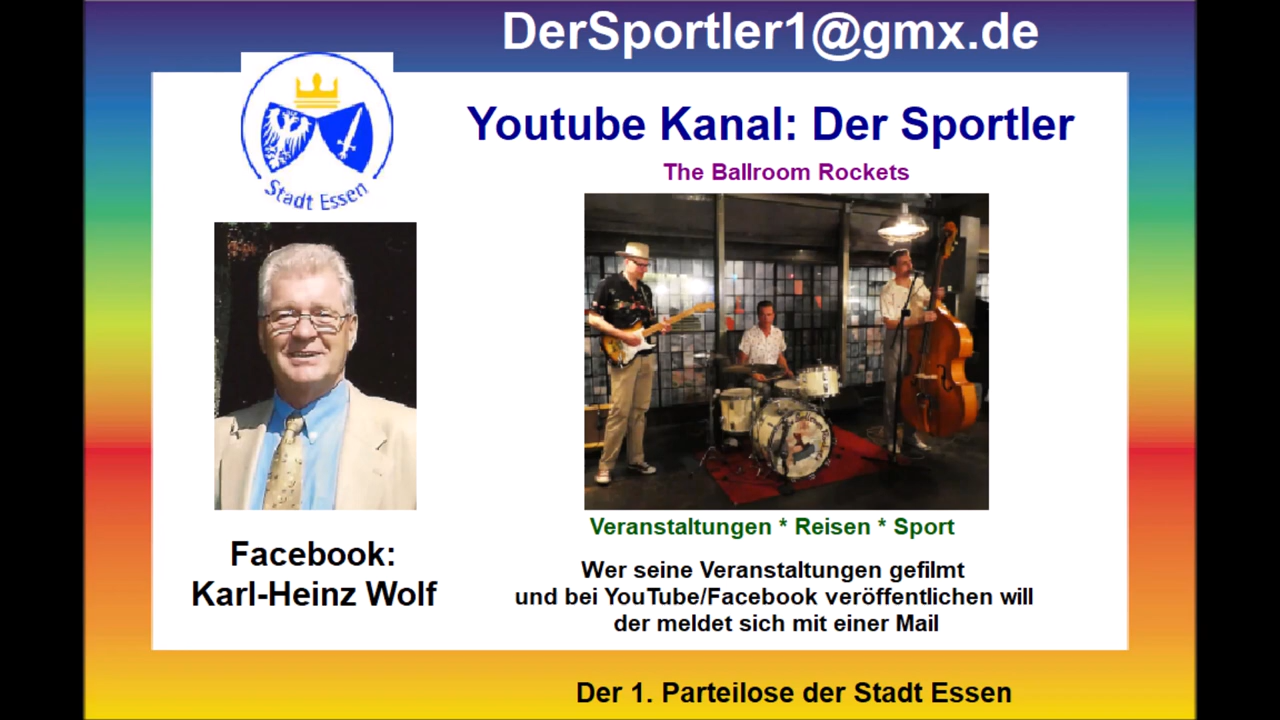 DerSportler1@gmx.de
Stadt Essen
Youtube Kanal: Der Sportler
The Ballroom Rockets
Veranstaltungen * Reisen * Sport
Facebook:
Karl-Heinz Wolf
Wer seine Veranstaltungen gefilmt
und bei YouTube/Facebook veröffentlichen will
der meldet sich mit einer Mail
Der 1. Parteilose der Stadt Essen